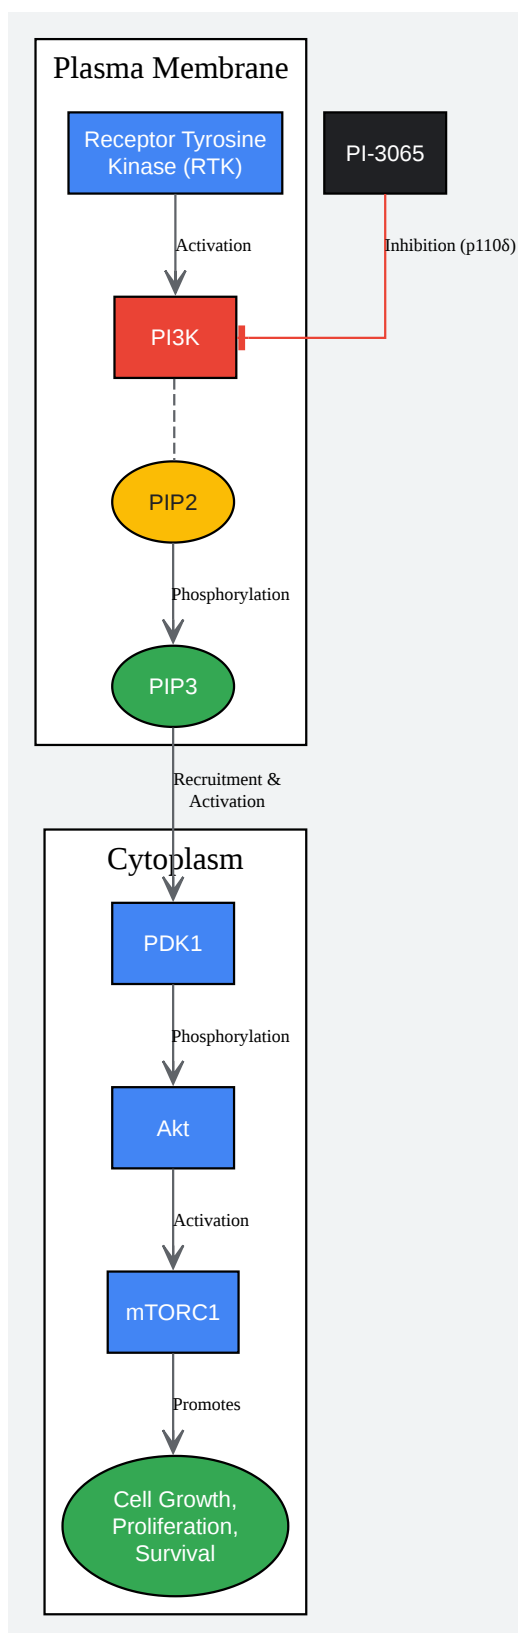 Plasma Membrane
Receptor Tyrosine
Kinase (RTK)
PI-3065
Activation
Inhibition (p110δ)
PI3K
PIP2
Phosphorylation
PIP3
Recruitment &
Activation
Cytoplasm
PDK1
Phosphorylation
Akt
Activation
mTORC1
Promotes
Cell Growth,
Proliferation,
Survival